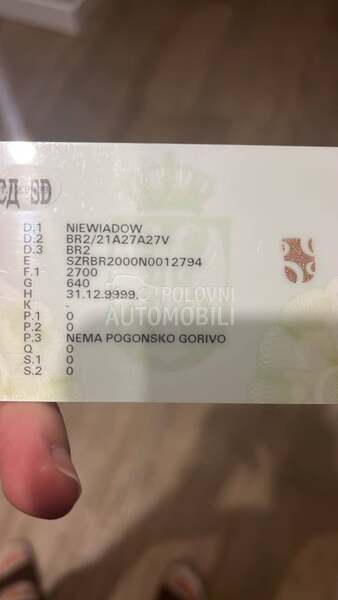 СД SD
D.1 NIEWIADOW
D.2 BR2/21A27A27V
D.3 BR2
E SZRBR2000N0012794
F.1 2700
G 640
H 31.12.9999.
K -
P.1 0
P.2 0
P.3 NEMA POGONSKO GORIVO
Q 0
S.1 0
S.2 0
POLOVNI
AUTOMOBILI